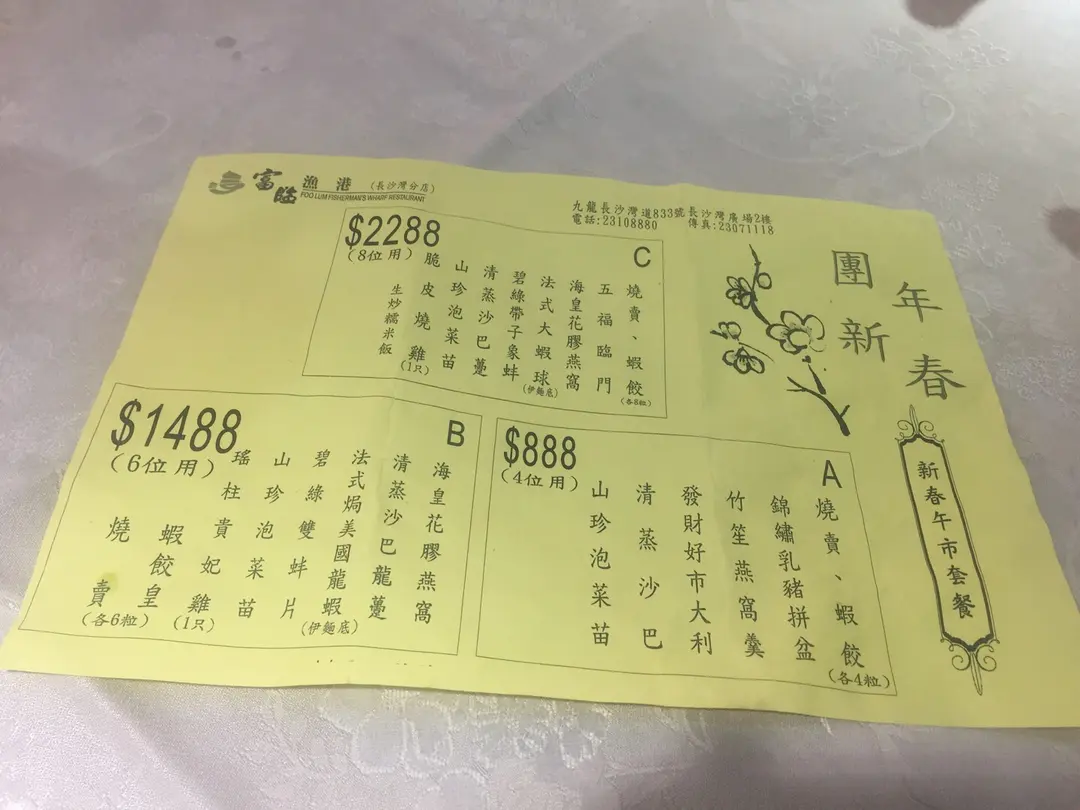 富臨漁港(長沙灣分店)
FOO LUM FISHERMAN'S WHARF RESTAURANT
九龍長沙灣道833號長沙灣廣場2樓
電話:23108880 傳真:23071118
團年
新春
新春午市套餐
A
$888
(4位用)
燒賣、蝦餃
(各4粒)
錦繡乳豬拼盆
竹笙燕窩羹
發財好市大利
清蒸沙巴
山珍泡菜苗
B
$1488
(6位用)
海皇花膠燕窩
清蒸沙巴龍躉
法式焗美國龍蝦
(伊麵底)
碧綠雙蚌片
山珍泡菜苗
瑤柱貴妃雞
(1只)
蝦餃皇
燒賣
(各6粒)
C
$2288
(8位用)
燒賣、蝦餃
(各8粒)
五福臨門
海皇花膠燕窩
法式大蝦球
(伊麵底)
碧綠帶子象蚌
清蒸沙巴躉
山珍泡菜苗
脆皮燒雞
(1只)
生炒糯米飯